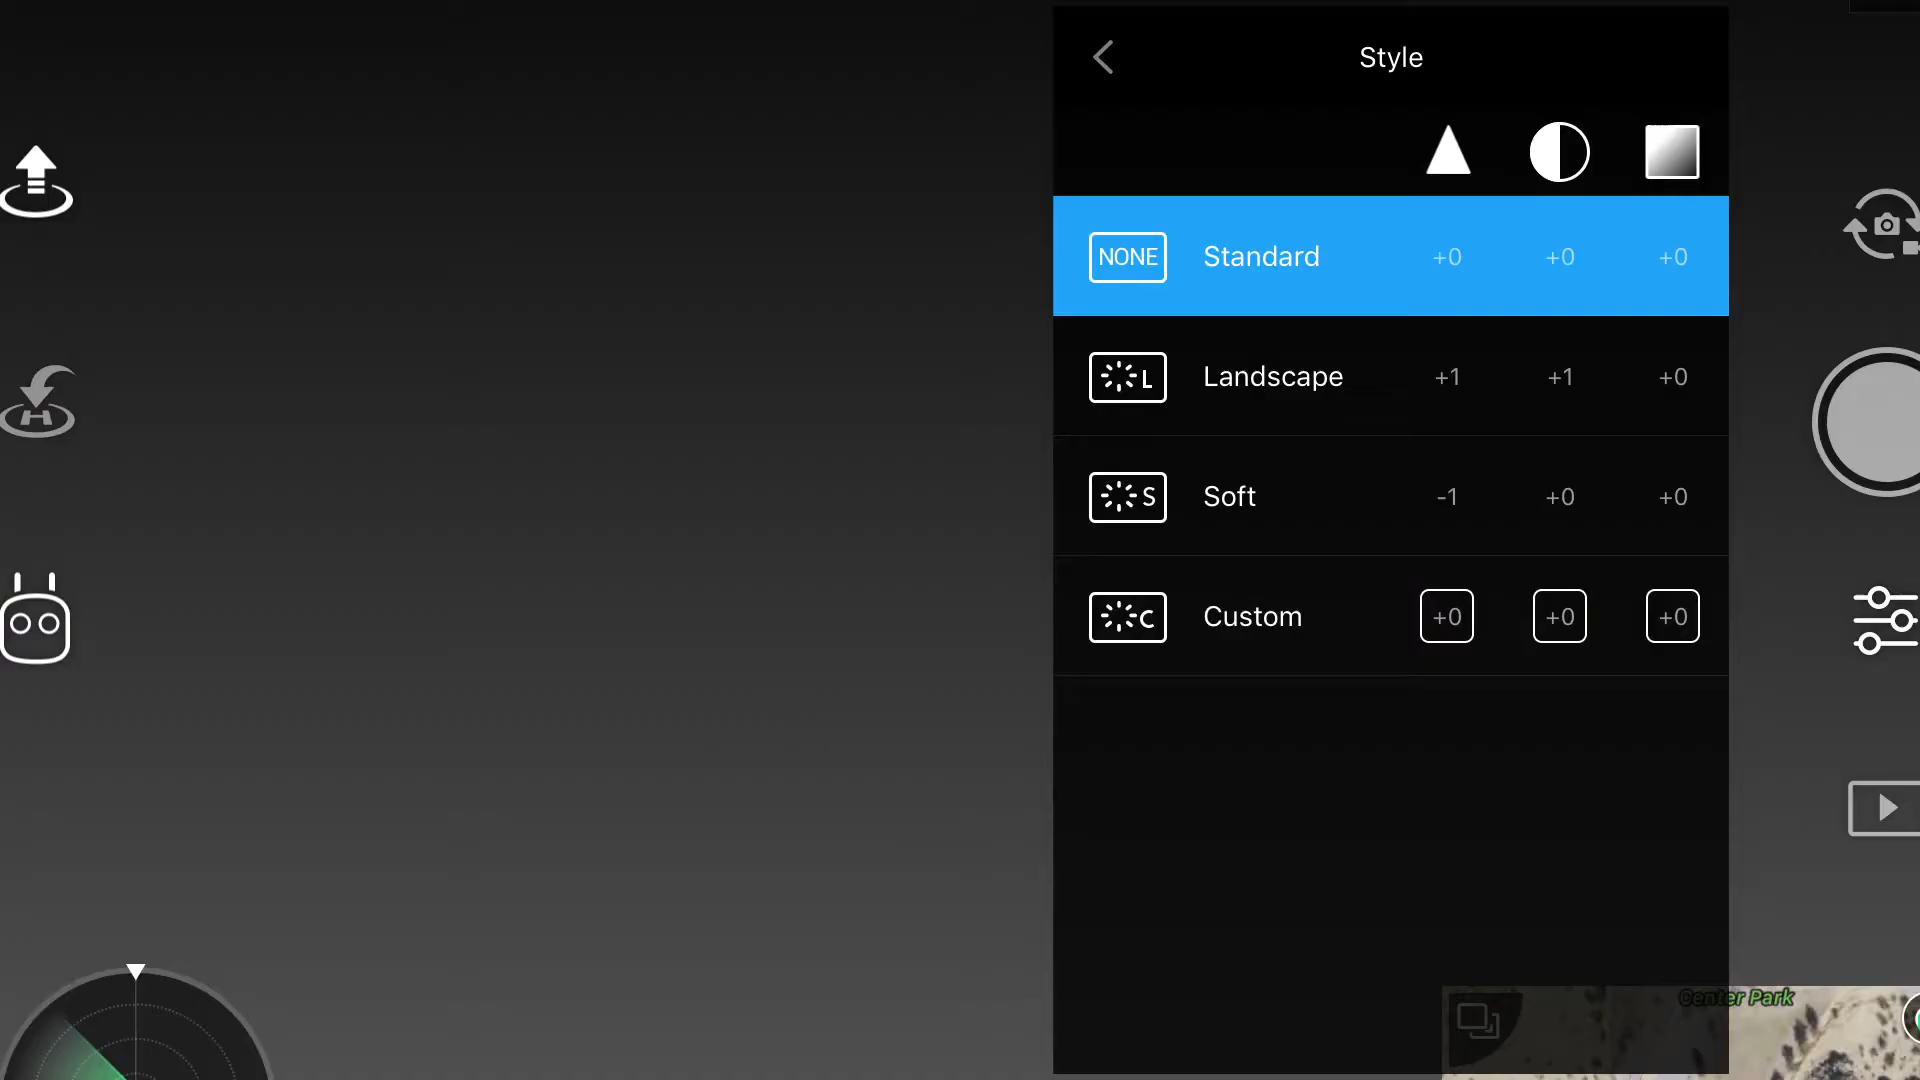 Style
NONE Standard +0 +0 +0
L Landscape +1 +1 +0
S Soft -1 +0 +0
C Custom +0 +0 +0
H
Center Park